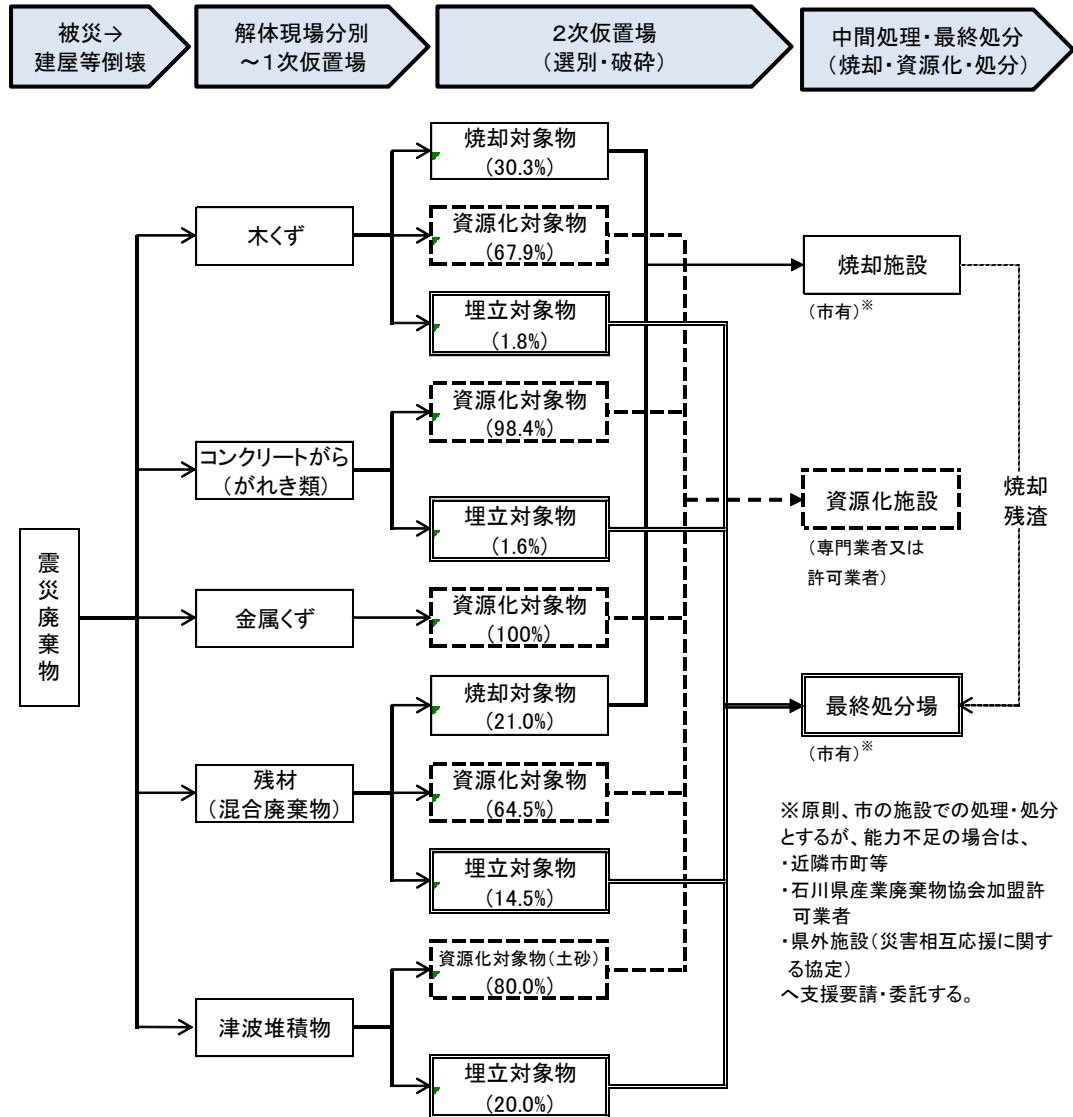 被災→
建屋等倒壊
解体現場分別
～1次仮置場
2次仮置場
（選別・破砕）
中間処理・最終処分
（焼却・資源化・処分）
震災廃棄物
木くず
コンクリートがら
（がれき類）
金属くず
残材
（混合廃棄物）
津波堆積物
焼却対象物
（30.3%）
資源化対象物
（67.9%）
埋立対象物
（1.8%）
資源化対象物
（98.4%）
埋立対象物
（1.6%）
資源化対象物
（100%）
焼却対象物
（21.0%）
資源化対象物
（64.5%）
埋立対象物
（14.5%）
資源化対象物（土砂）
（80.0%）
埋立対象物
（20.0%）
焼却施設
（市有）※
資源化施設
（専門業者又は
許可業者）
最終処分場
（市有）※
焼却
残渣
※原則、市の施設での処理・処分
とするが、能力不足の場合は、
・近隣市町等
・石川県産業廃棄物協会加盟許
可業者
・県外施設（災害相互応援に関す
る協定）
へ支援要請・委託する。